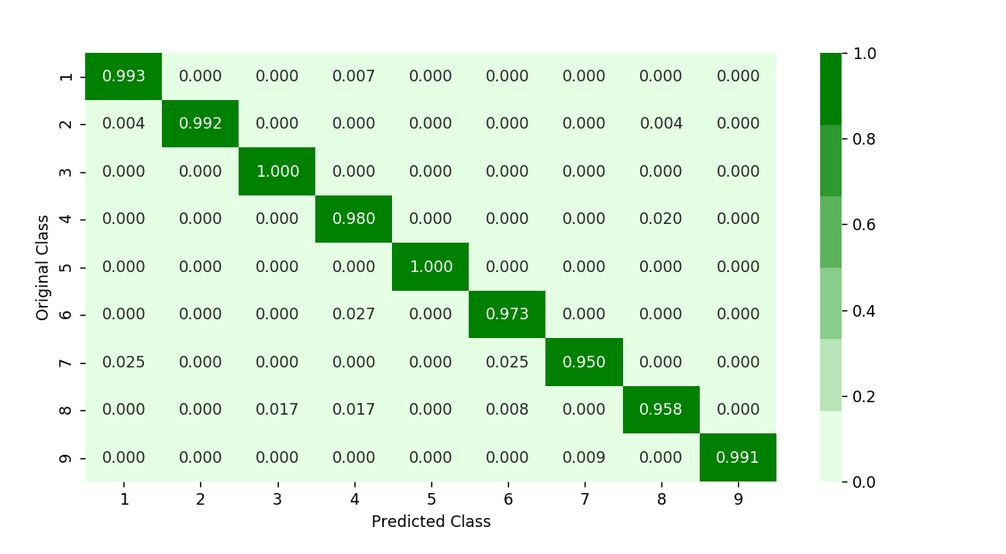 1 0.993 0.000 0.000 0.007 0.000 0.000 0.000 0.000 0.000
2 0.004 0.992 0.000 0.000 0.000 0.000 0.000 0.004 0.000
3 0.000 0.000 1.000 0.000 0.000 0.000 0.000 0.000 0.000
4 0.000 0.000 0.000 0.980 0.000 0.000 0.000 0.020 0.000
5 0.000 0.000 0.000 0.000 1.000 0.000 0.000 0.000 0.000
6 0.000 0.000 0.000 0.027 0.000 0.973 0.000 0.000 0.000
7 0.025 0.000 0.000 0.000 0.000 0.025 0.950 0.000 0.000
8 0.000 0.000 0.017 0.017 0.000 0.008 0.000 0.958 0.000
9 0.000 0.000 0.000 0.000 0.000 0.000 0.009 0.000 0.991
1 2 3 4 5 6 7 8 9
Predicted Class
Original Class
1.0
0.8
0.6
0.4
0.2
0.0